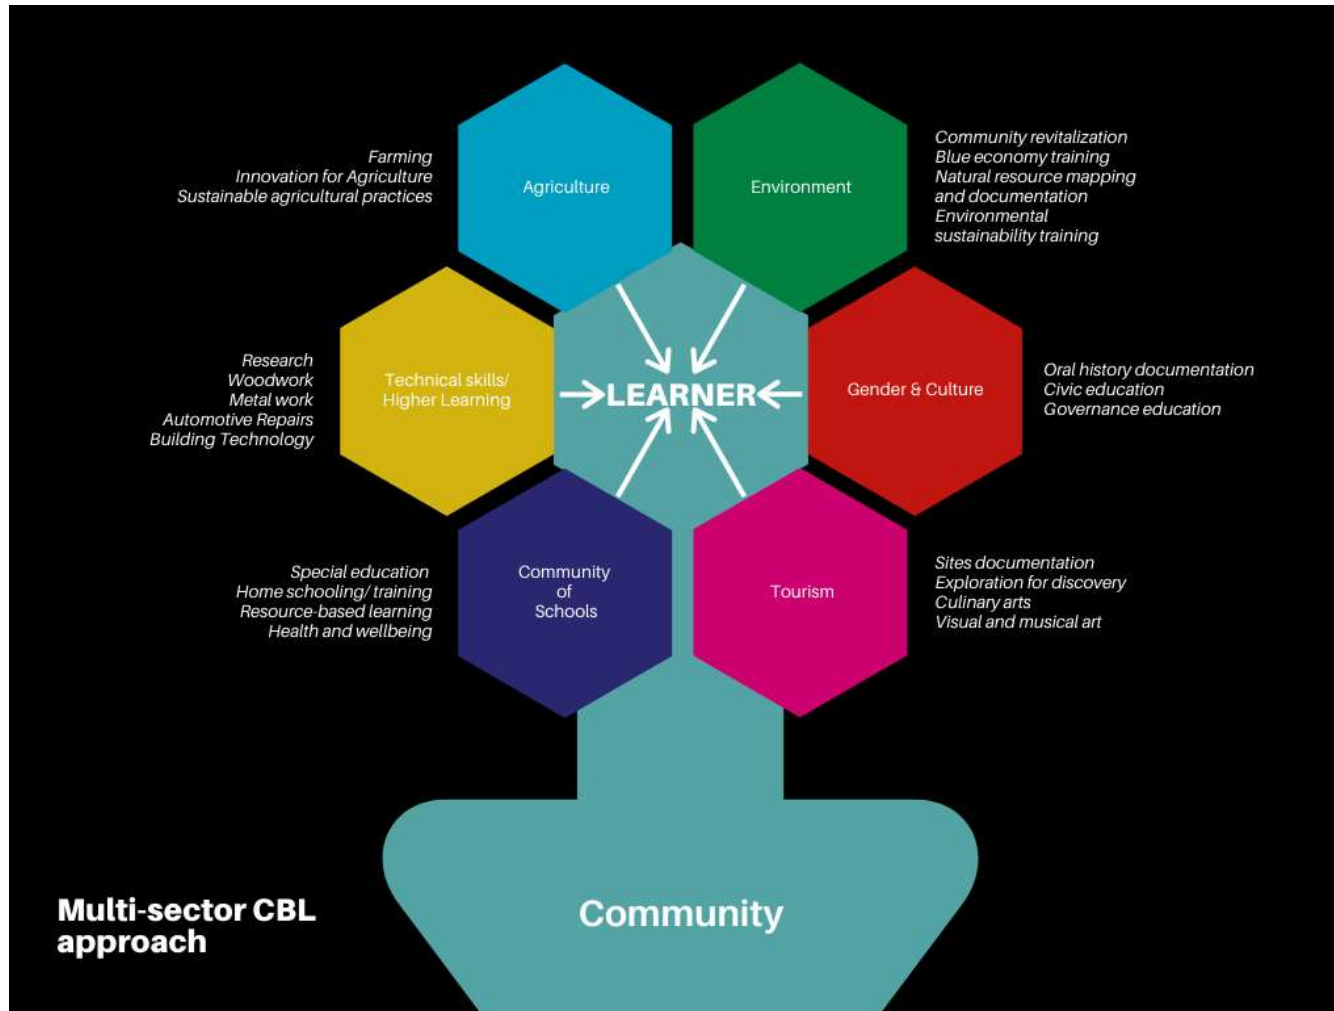 Farming
Innovation for Agriculture
Sustainable agricultural practices
Agriculture
Environment
Community revitalization
Blue economy training
Natural resource mapping
and documentation
Environmental
sustainability training
Research
Woodwork
Metal work
Automotive Repairs
Building Technology
Technical skills/
Higher Learning
LEARNER
Gender & Culture
Oral history documentation
Civic education
Governance education
Special education
Home schooling/ training
Resource-based learning
Health and wellbeing
Community
of
Schools
Tourism
Sites documentation
Exploration for discovery
Culinary arts
Visual and musical art
Multi-sector CBL
approach
Community